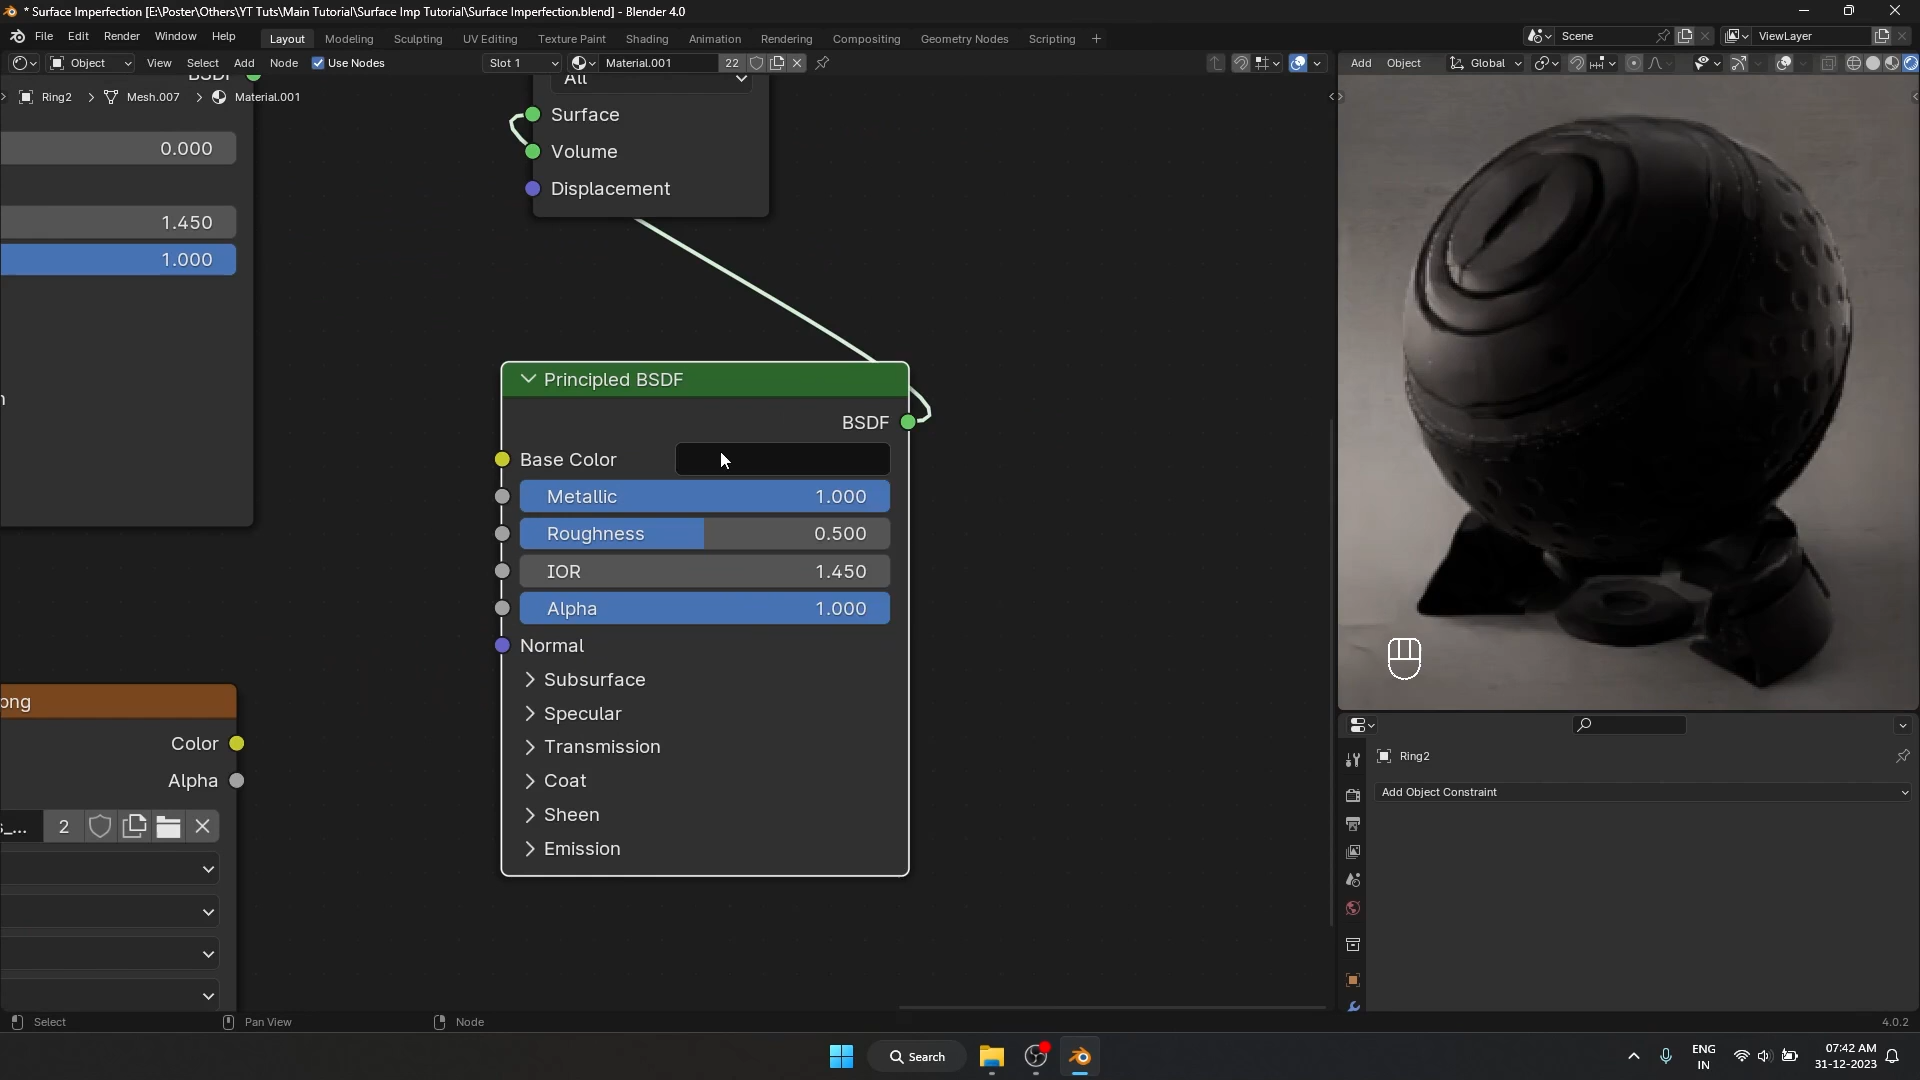 * Surface Imperfection [E:\Poster\Others\YT Tuts\Main Tutorial\Surface Imp Tutorial\Surface Imperfection.blend] - Blender 4.0
File Edit Render Window Help Layout Modeling Sculpting UV Editing Texture Paint Shading Animation Rendering Compositing Geometry Nodes Scripting + Scene ViewLayer
Object View Select Add Node Use Nodes Slot 1 Material.001 22 Add Object Global
BSDF All
Ring2 > Mesh.007 > Material.001
Surface
0.000 Volume
Displacement
1.450
1.000
Principled BSDF
BSDF
Base Color
Metallic 1.000
Roughness 0.500
IOR 1.450
Alpha 1.000
Normal
Subsurface
Specular
Transmission
Coat
Sheen
Emission
Color
Alpha
2
Ring2
Add Object Constraint
Select Pan View Node 4.0.2
Search
ENG
IN
07:42 AM
31-12-2023